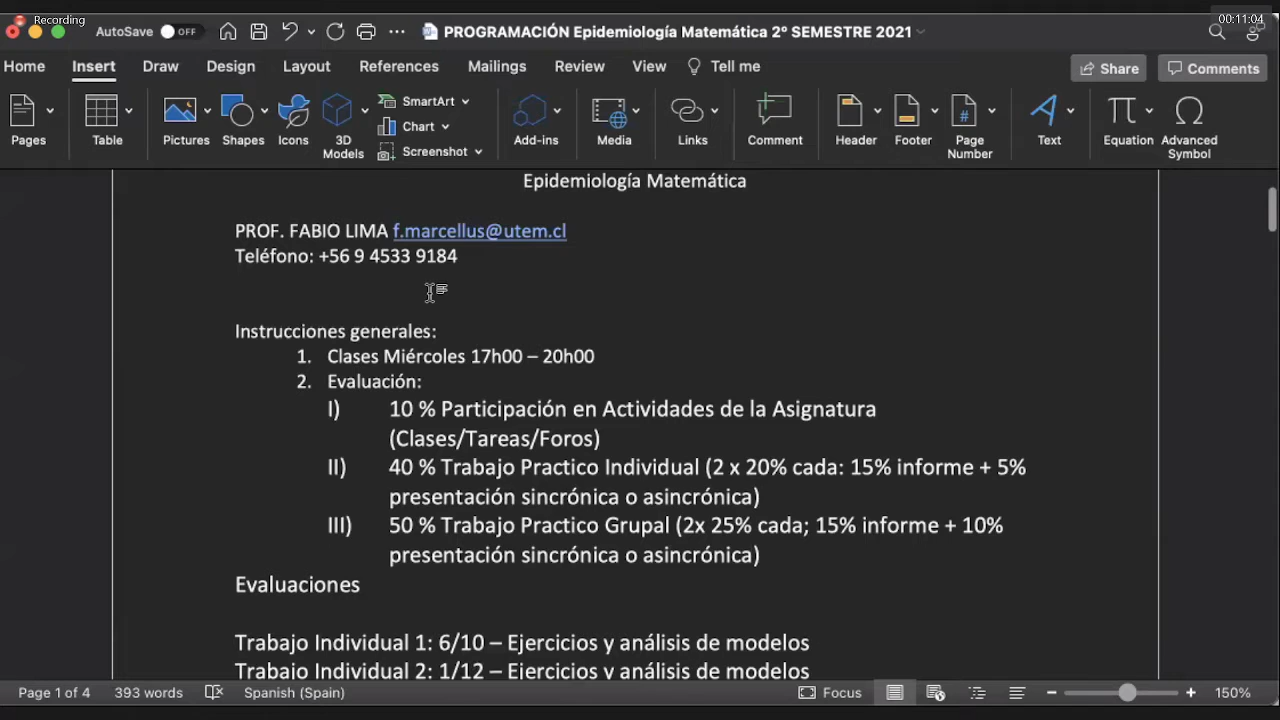 Recording
00:11:04
AutoSave OFF
PROGRAMACIÓN Epidemiología Matemática 2° SEMESTRE 2021
Home Insert Draw Design Layout References Mailings Review View Tell me Share Comments
Pages
Table
Pictures
Shapes
Icons
3D
Models
SmartArt
Chart
Screenshot
Add-ins
Media
Links
Comment
Header
Footer
Page
Number
Text
Equation
Advanced
Symbol
Epidemiología Matemática
PROF. FABIO LIMA f.marcellus@utem.cl
Teléfono: +56 9 4533 9184
Instrucciones generales:
1. Clases Miércoles 17h00 – 20h00
2. Evaluación:
I) 10 % Participación en Actividades de la Asignatura
(Clases/Tareas/Foros)
II) 40 % Trabajo Practico Individual (2 x 20% cada: 15% informe + 5%
presentación sincrónica o asincrónica)
III) 50 % Trabajo Practico Grupal (2x 25% cada; 15% informe + 10%
presentación sincrónica o asincrónica)
Evaluaciones
Trabajo Individual 1: 6/10 – Ejercicios y análisis de modelos
Trabajo Individual 2: 1/12 – Ejercicios y análisis de modelos
Page 1 of 4 393 words Spanish (Spain) Focus 150%